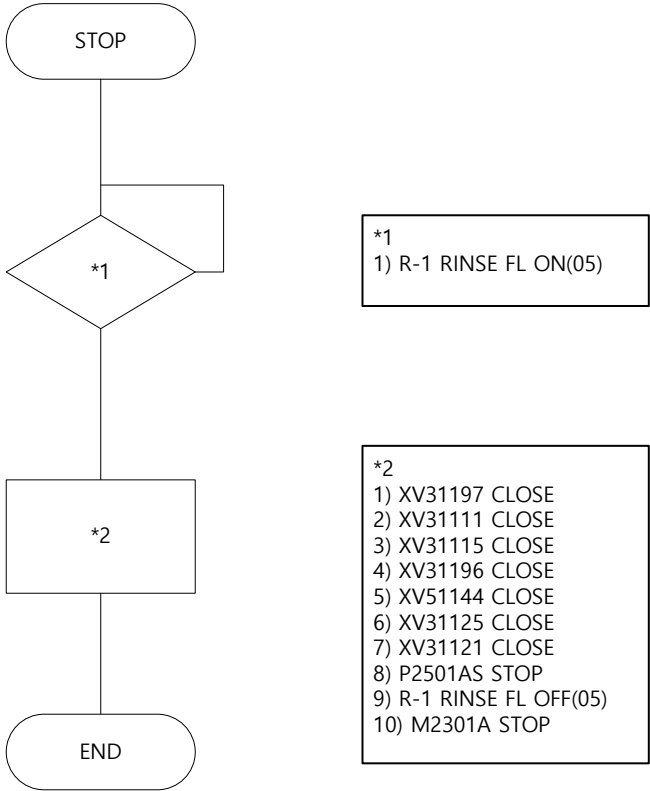 STOP
*1
*1
1) R-1 RINSE FL ON(05)
*2
*2
1) XV31197 CLOSE
2) XV31111 CLOSE
3) XV31115 CLOSE
4) XV31196 CLOSE
5) XV51144 CLOSE
6) XV31125 CLOSE
7) XV31121 CLOSE
8) P2501AS STOP
9) R-1 RINSE FL OFF(05)
10) M2301A STOP
END